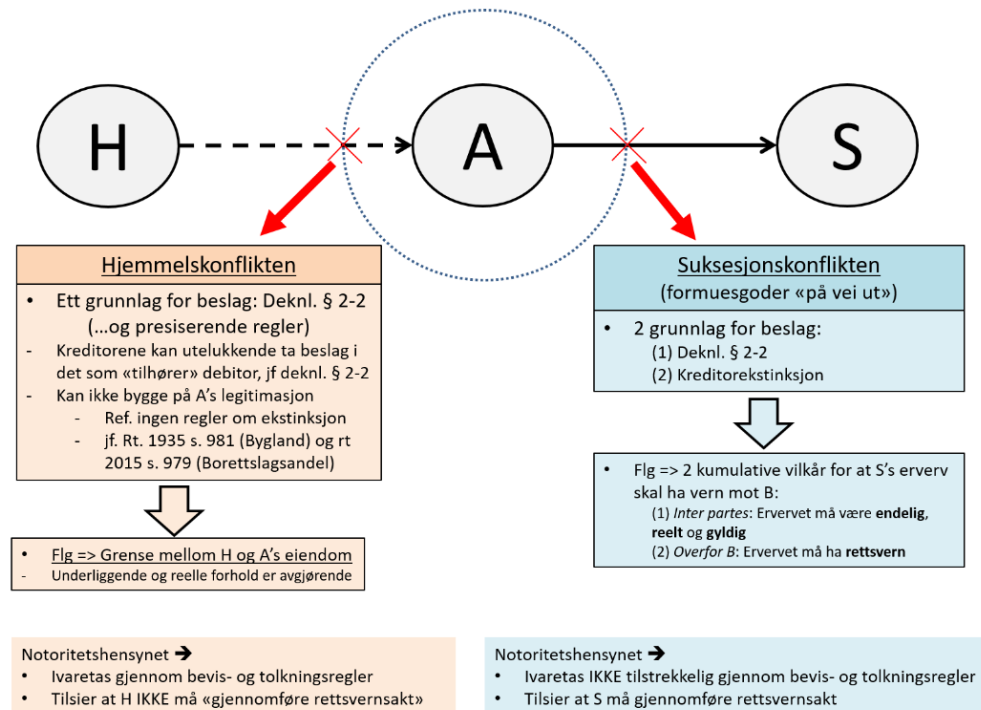 H
A
S
Hjemmelskonflikten
• Ett grunnlag for beslag: Deknl. § 2-2
(...og presiserende regler)
- Kreditorene kan utelukkende ta beslag i
det som «tilhører» debitor, jf deknl. § 2-2
- Kan ikke bygge på A's legitimasjon
- Ref. ingen regler om ekstinksjon
- jf. Rt. 1935 s. 981 (Bygland) og rt
2015 s. 979 (Borettslagsandel)
• Flg => Grense mellom H og A's eiendom
- Underliggende og reelle forhold er avgjørende
Notoritetshensynet ➔
• Ivaretas gjennom bevis- og tolkningsregler
• Tilsier at H IKKE må «gjennomføre rettsvernsakt»
Suksesjonskonflikten
(formuesgoder «på vei ut»)
• 2 grunnlag for beslag:
(1) Deknl. § 2-2
(2) Kreditorekstinksjon
• Flg => 2 kumulative vilkår for at S's erverv
skal ha vern mot B:
(1) Inter partes: Ervervet må være endelig,
reelt og gyldig
(2) Overfor B: Ervervet må ha rettsvern
Notoritetshensynet ➔
• Ivaretas IKKE tilstrekkelig gjennom bevis- og tolkningsregler
• Tilsier at S må gjennomføre rettsvernsakt